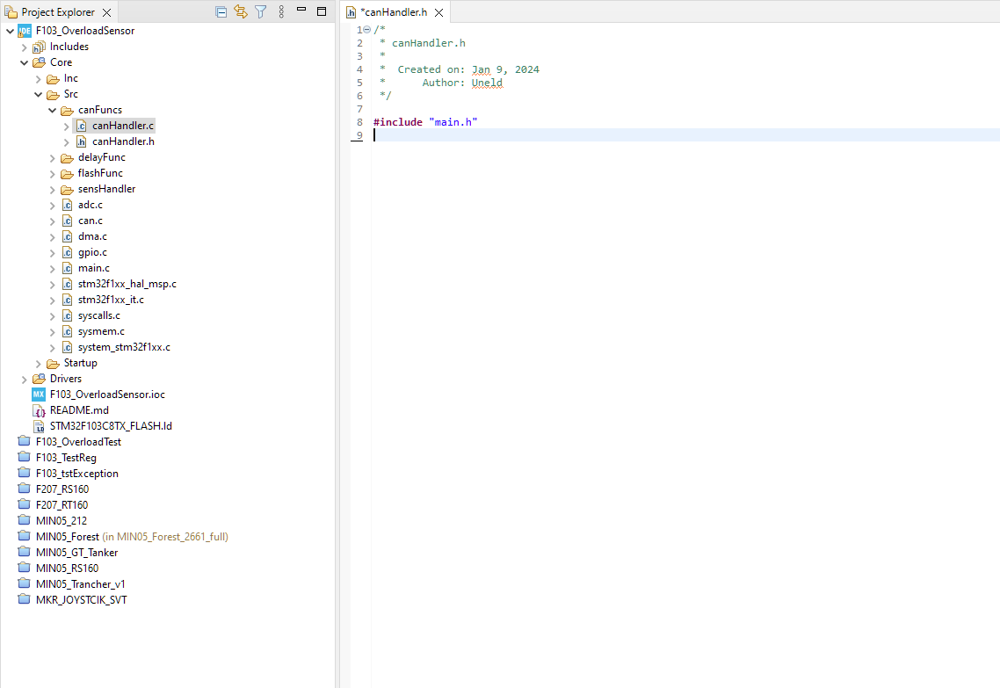 Project Explorer
F103_OverloadSensor
Includes
Core
Inc
Src
canFuncs
canHandler.c
canHandler.h
delayFunc
flashFunc
sensHandler
adc.c
can.c
dma.c
gpio.c
main.c
stm32f1xx_hal_msp.c
stm32f1xx_it.c
syscalls.c
sysmem.c
system_stm32f1xx.c
Startup
Drivers
MX F103_OverloadSensor.ioc
README.md
STM32F103C8TX_FLASH.ld
F103_OverloadTest
F103_TestReg
F103_tstException
F207_RS160
F207_RT160
MIN05_212
MIN05_Forest (in MIN05_Forest_2661_full)
MIN05_GT_Tanker
MIN05_RS160
MIN05_Trancher_v1
MKR_JOYSTCIK_SVT
*canHandler.h
1 /*
2 * canHandler.h
3 *
4 * Created on: Jan 9, 2024
5 * Author: Uneld
6 */
7
8 #include "main.h"
9